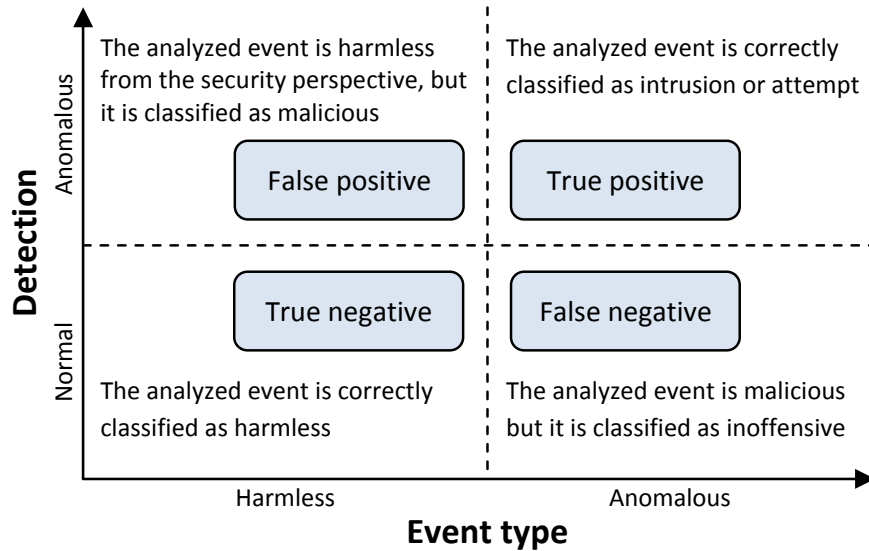 The analyzed event is harmless
from the security perspective, but
it is classified as malicious
The analyzed event is correctly
classified as intrusion or attempt
Anomalous
False positive
True positive
Detection
True negative
False negative
Normal
The analyzed event is correctly
classified as harmless
The analyzed event is malicious
but it is classified as inoffensive
Harmless
Anomalous
Event type